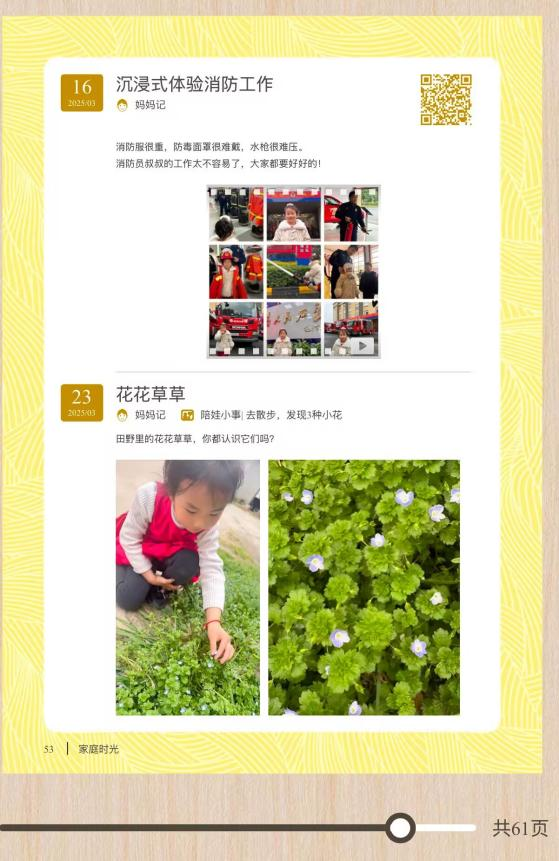 16
2025/03
沉浸式体验消防工作
妈妈记
消防服很重，防毒面罩很难戴，水枪很难压。
消防员叔叔的工作太不容易了，大家都要好好的！
23
2025/03
花花草草
妈妈记 陪娃小事| 去散步，发现3种小花
田野里的花花草草，你都认识它们吗？
53 | 家庭时光
共61页